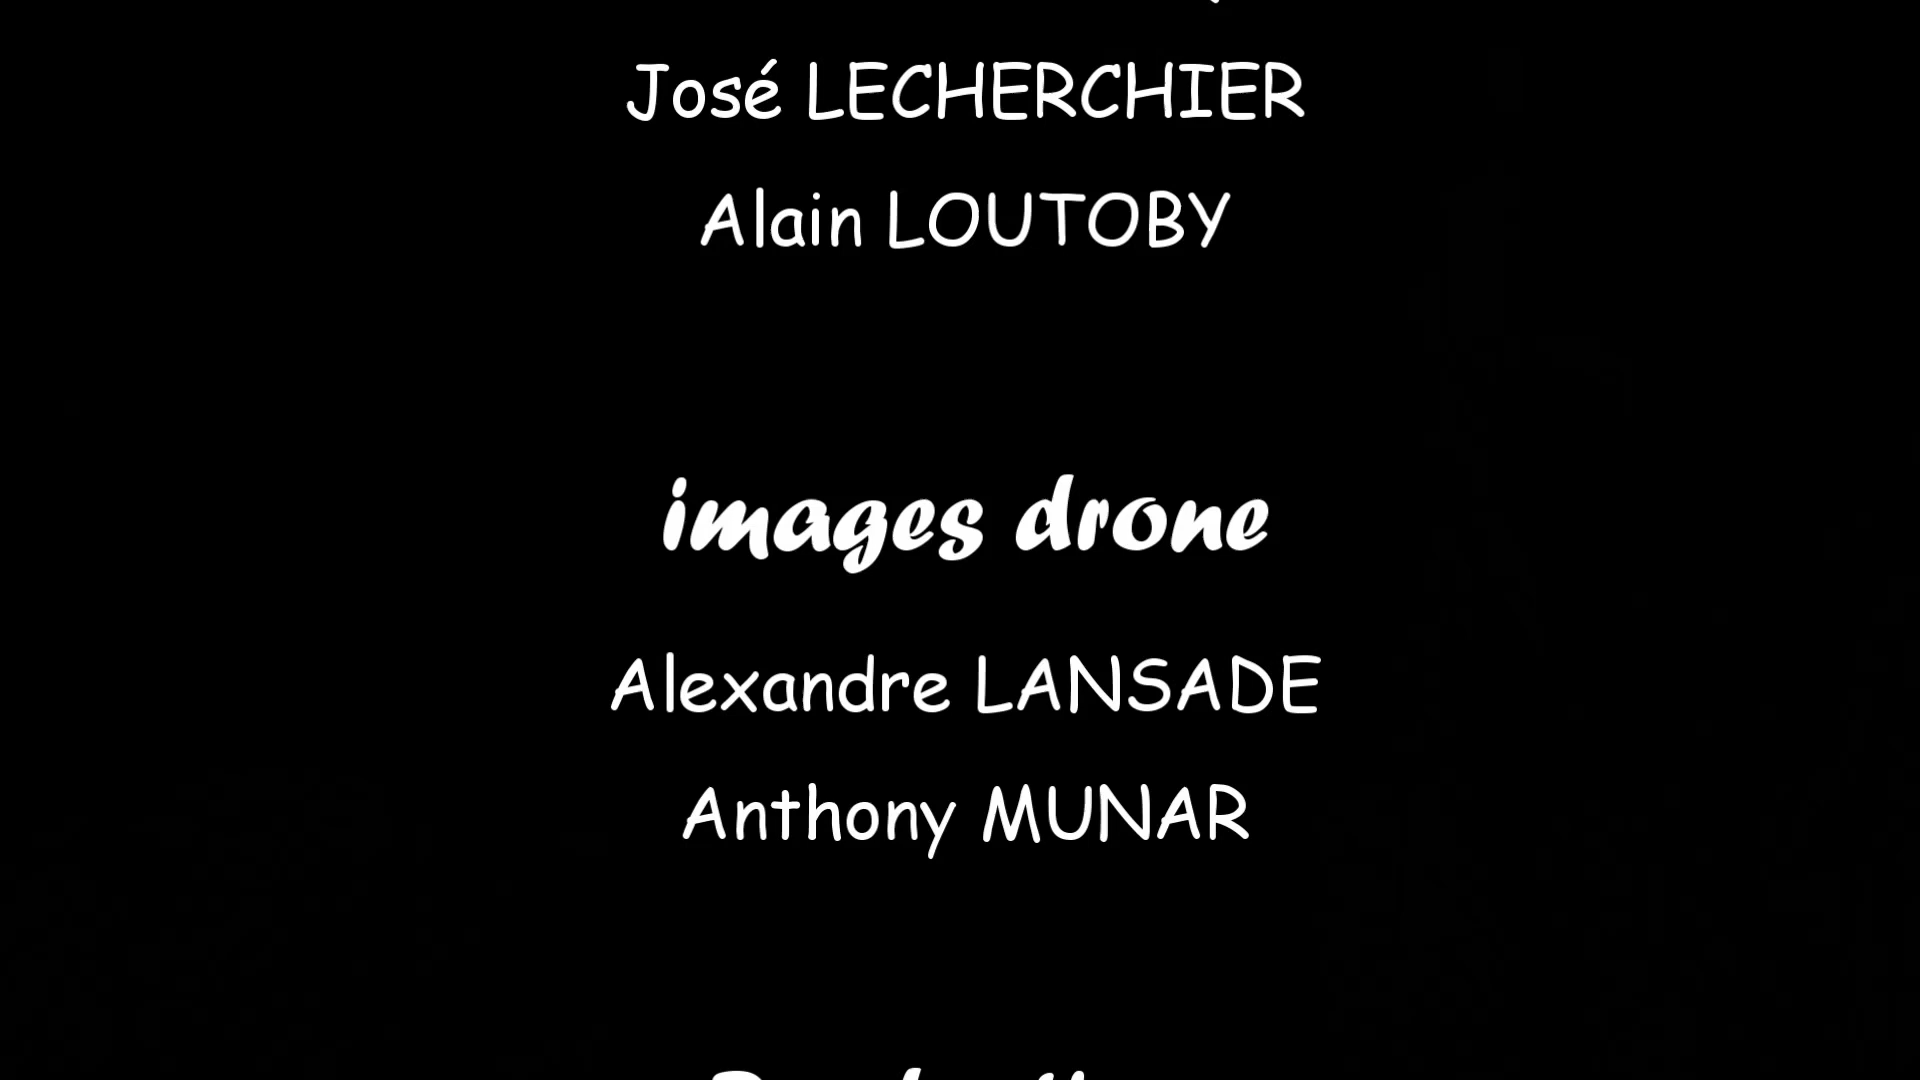 José LECHERCHIER
Alain LOUTOBY
images drone
Alexandre LANSADE
Anthony MUNAR